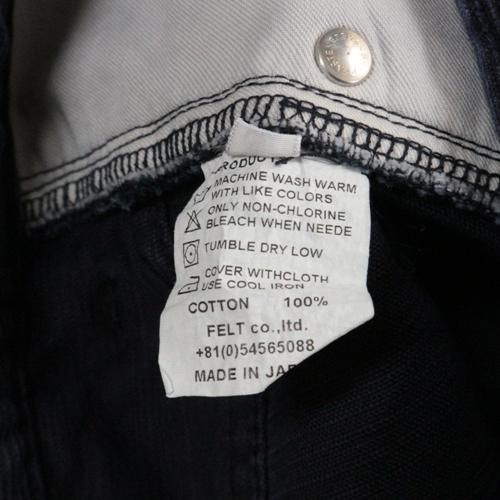 MACHINE WASH WARM
WITH LIKE COLORS
ONLY NON-CHLORINE
BLEACH WHEN NEEDE
TUMBLE DRY LOW
COVER WITHCLOTH
USE COOL IRON
COTTON 100%
FELT co.,ltd.
+81(0)54565088
MADE IN